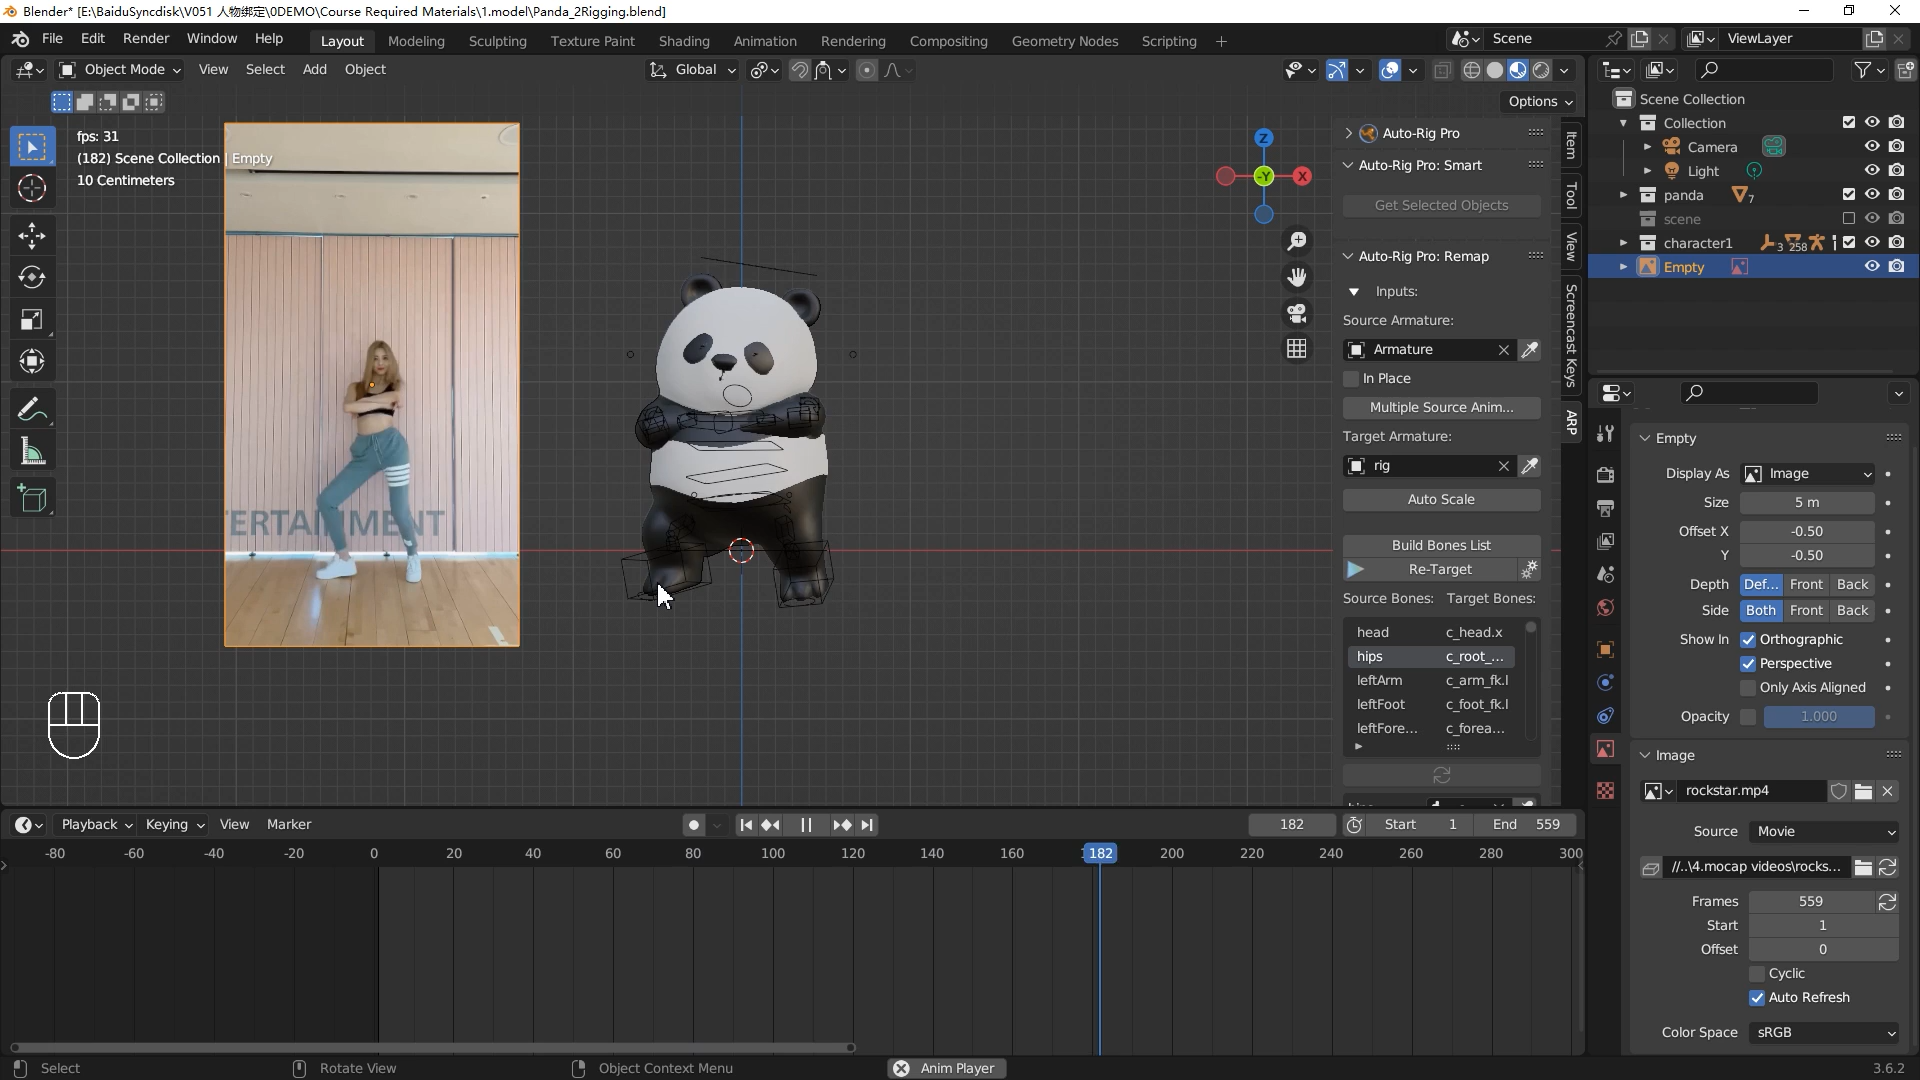 Blender* [E:\BaiduSyncdisk\V051 人物绑定\0DEMO\Course Required Materials\1.model\Panda_2Rigging.blend]
File Edit Render Window Help Layout Modeling Sculpting Texture Paint Shading Animation Rendering Compositing Geometry Nodes Scripting + Scene ViewLayer
Object Mode View Select Add Object Global
Options
fps: 31
(182) Scene Collection | Empty
10 Centimeters
ERTAINMENT
Z
-Y X
Auto-Rig Pro
Auto-Rig Pro: Smart
Get Selected Objects
Auto-Rig Pro: Remap
Inputs:
Source Armature:
Armature
In Place
Multiple Source Anim...
Target Armature:
rig
Auto Scale
Build Bones List
Re-Target
Source Bones: Target Bones:
head c_head.x
hips c_root_...
leftArm c_arm_fk.l
leftFoot c_foot_fk.l
leftFore... c_forea...
Item
Tool
View
Screencast Keys
ARP
Scene Collection
Collection
Camera
Light
panda 7
scene
character1 3 258
Empty
Empty
Display As Image
Size 5 m
Offset X -0.50
Y -0.50
Depth Def... Front Back
Side Both Front Back
Show In Orthographic
Perspective
Only Axis Aligned
Opacity 1.000
Image
rockstar.mp4
Source Movie
//..\4.mocap videos\rocks...
Frames 559
Start 1
Offset 0
Cyclic
Auto Refresh
Color Space sRGB
Playback Keying View Marker 182 Start 1 End 559
-80 -60 -40 -20 0 20 40 60 80 100 120 140 160 182 200 220 240 260 280 300
Select Rotate View Object Context Menu Anim Player 3.6.2